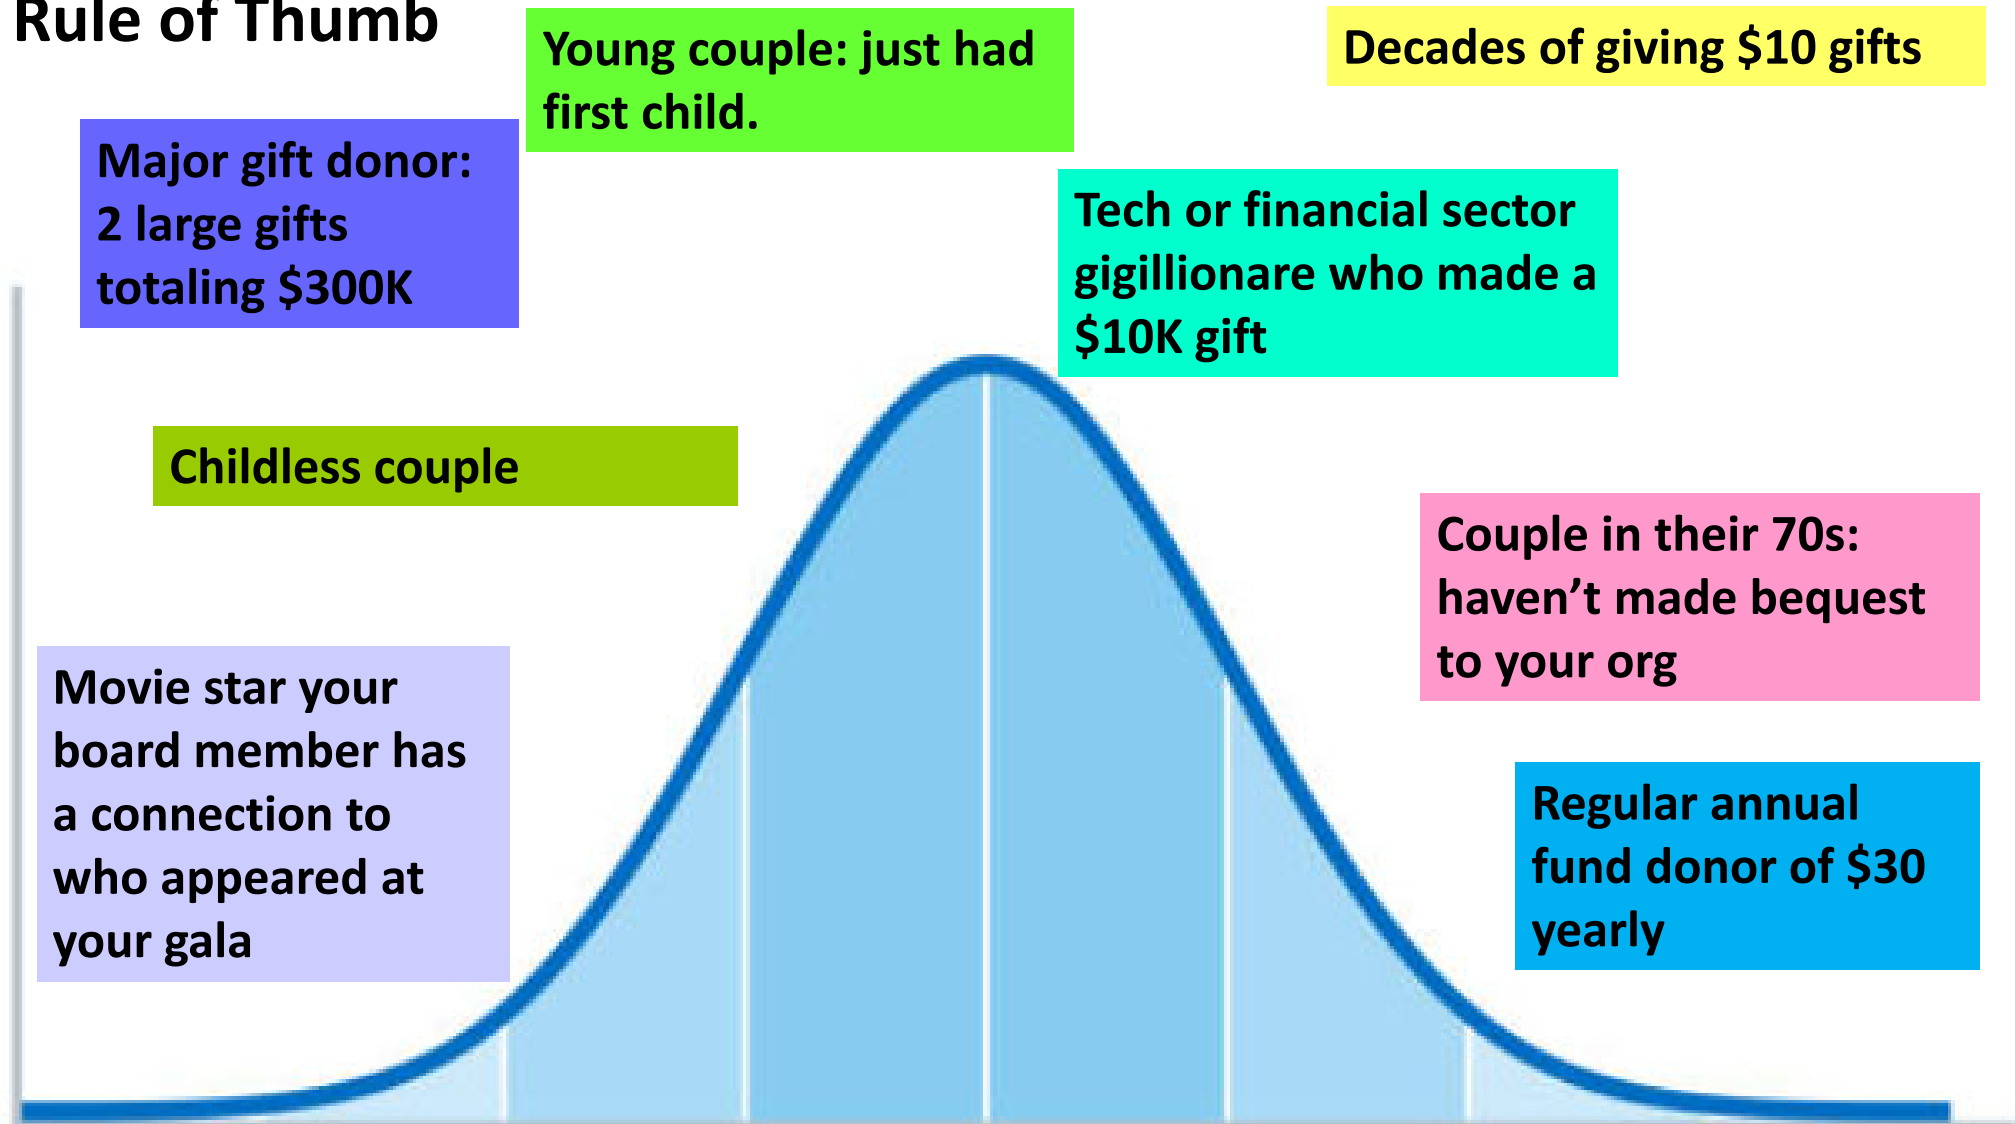 Rule of Thumb
Young couple: just had
first child.
Decades of giving $10 gifts
Major gift donor:
2 large gifts
totaling $300K
Tech or financial sector
gigillionare who made a
$10K gift
Childless couple
Couple in their 70s:
haven’t made bequest
to your org
Movie star your
board member has
a connection to
who appeared at
your gala
Regular annual
fund donor of $30
yearly